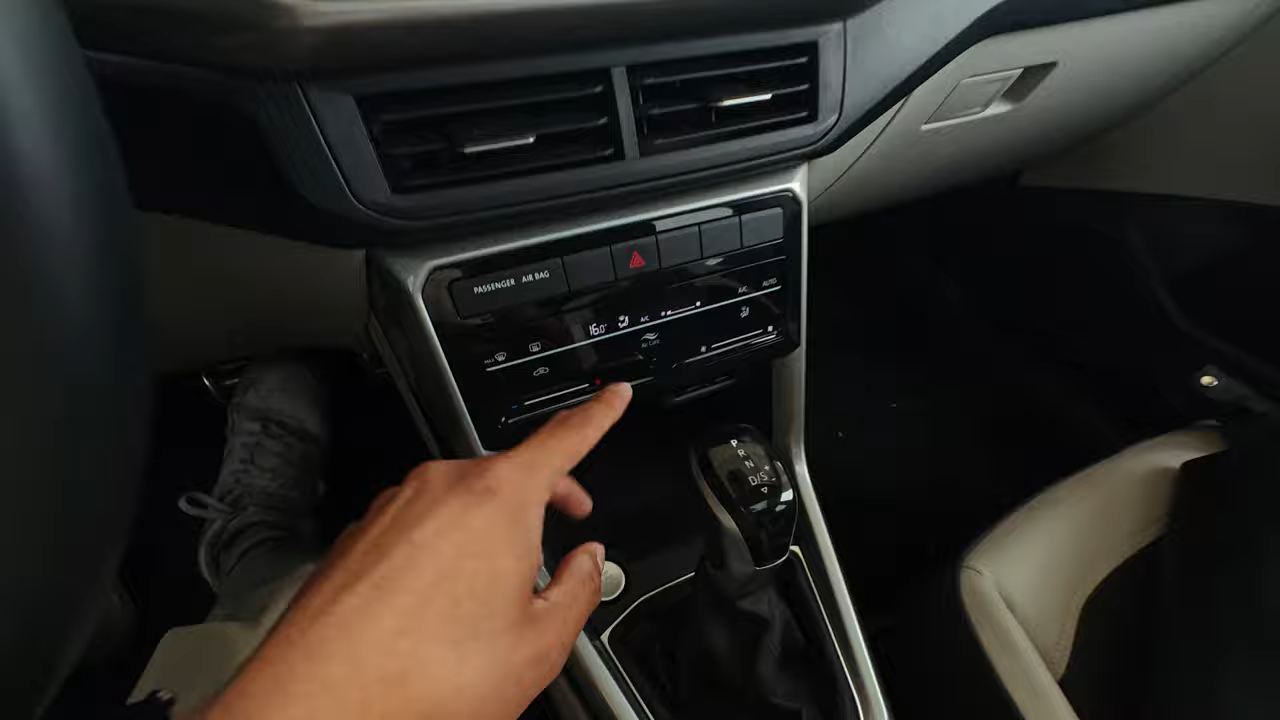 PASSENGER AIR BAG
A/C AUTO
16.0° A/C
MAX
Air Care
P
R
N
D/S
+